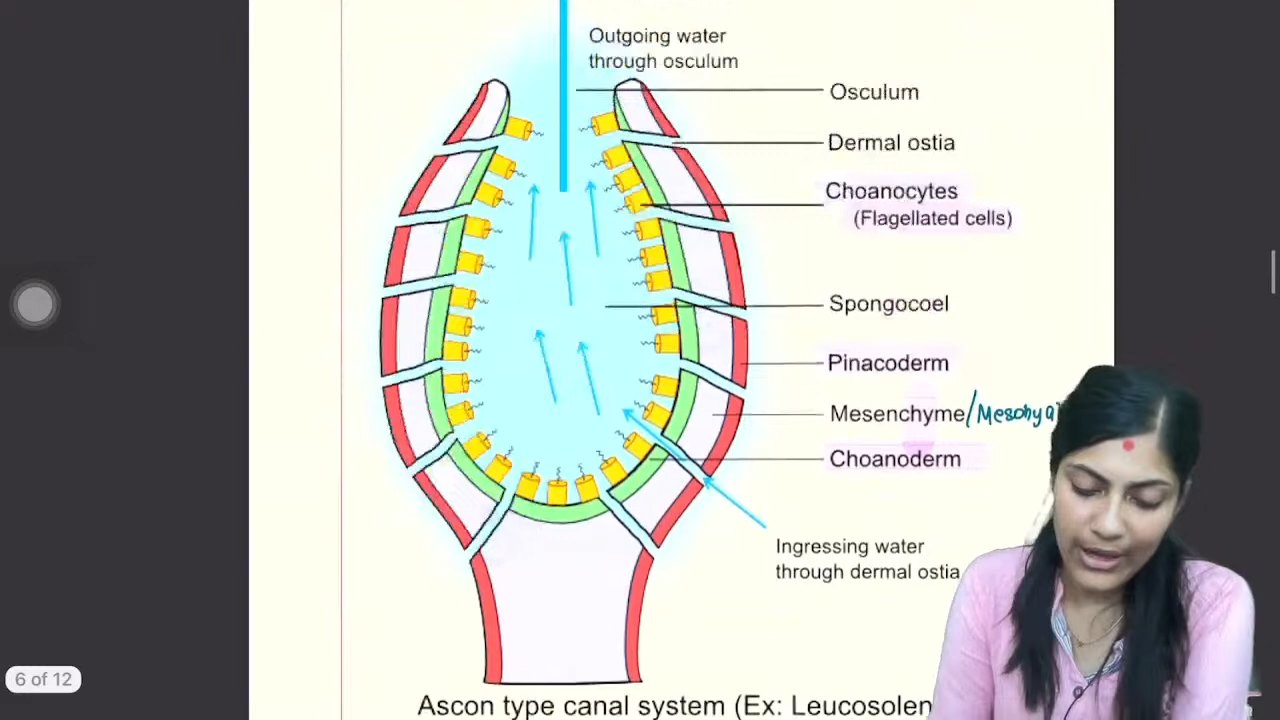 Outgoing water
through osculum
Osculum
Dermal ostia
Choanocytes
(Flagellated cells)
Spongocoel
Pinacoderm
Mesenchyme/Mesohya
Choanoderm
Ingressing water
through dermal ostia
6 of 12
Ascon type canal system (Ex: Leucosolen